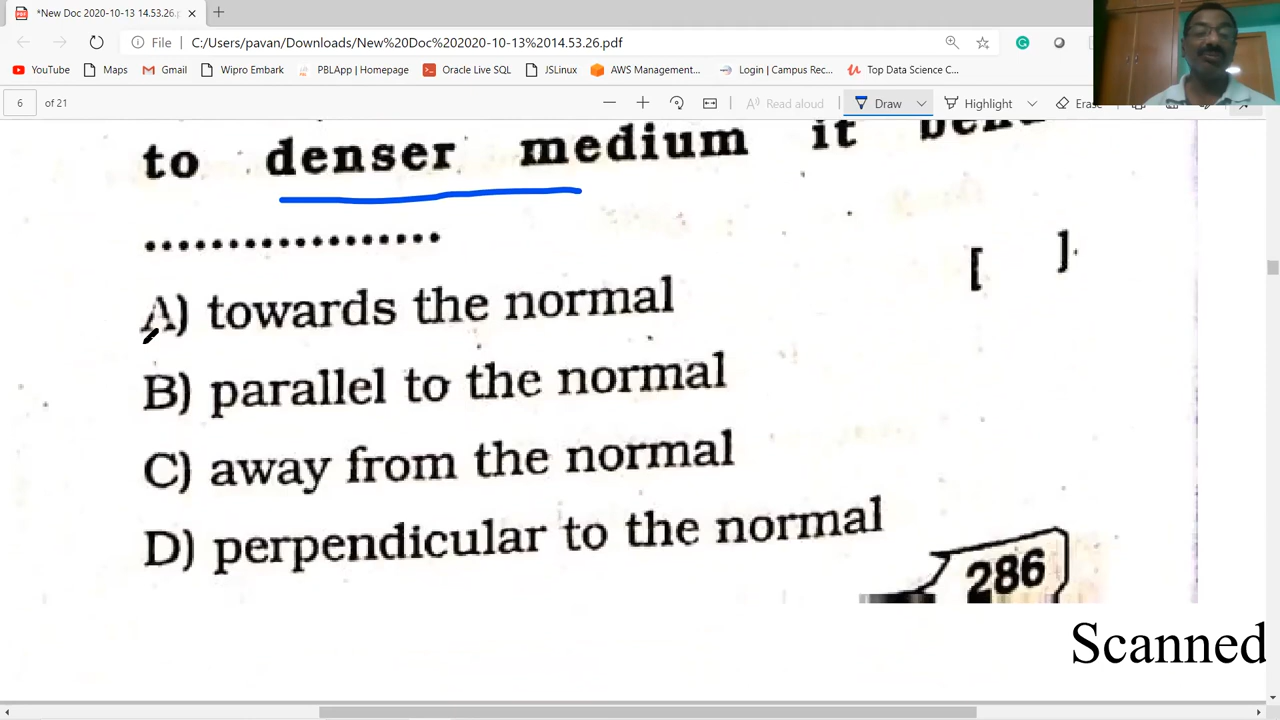 *New Doc 2020-10-13 14.53.26.p
File C:/Users/pavan/Downloads/New%20Doc%202020-10-13%2014.53.26.pdf
YouTube Maps Gmail Wipro Embark PBLApp | Homepage Oracle Live SQL JSLinux AWS Management... Login | Campus Rec... Top Data Science C...
6 of 21 Read aloud Draw Highlight Erase
to denser medium it
..................
[ ]
A) towards the normal
B) parallel to the normal
C) away from the normal
D) perpendicular to the normal
286
Scanned